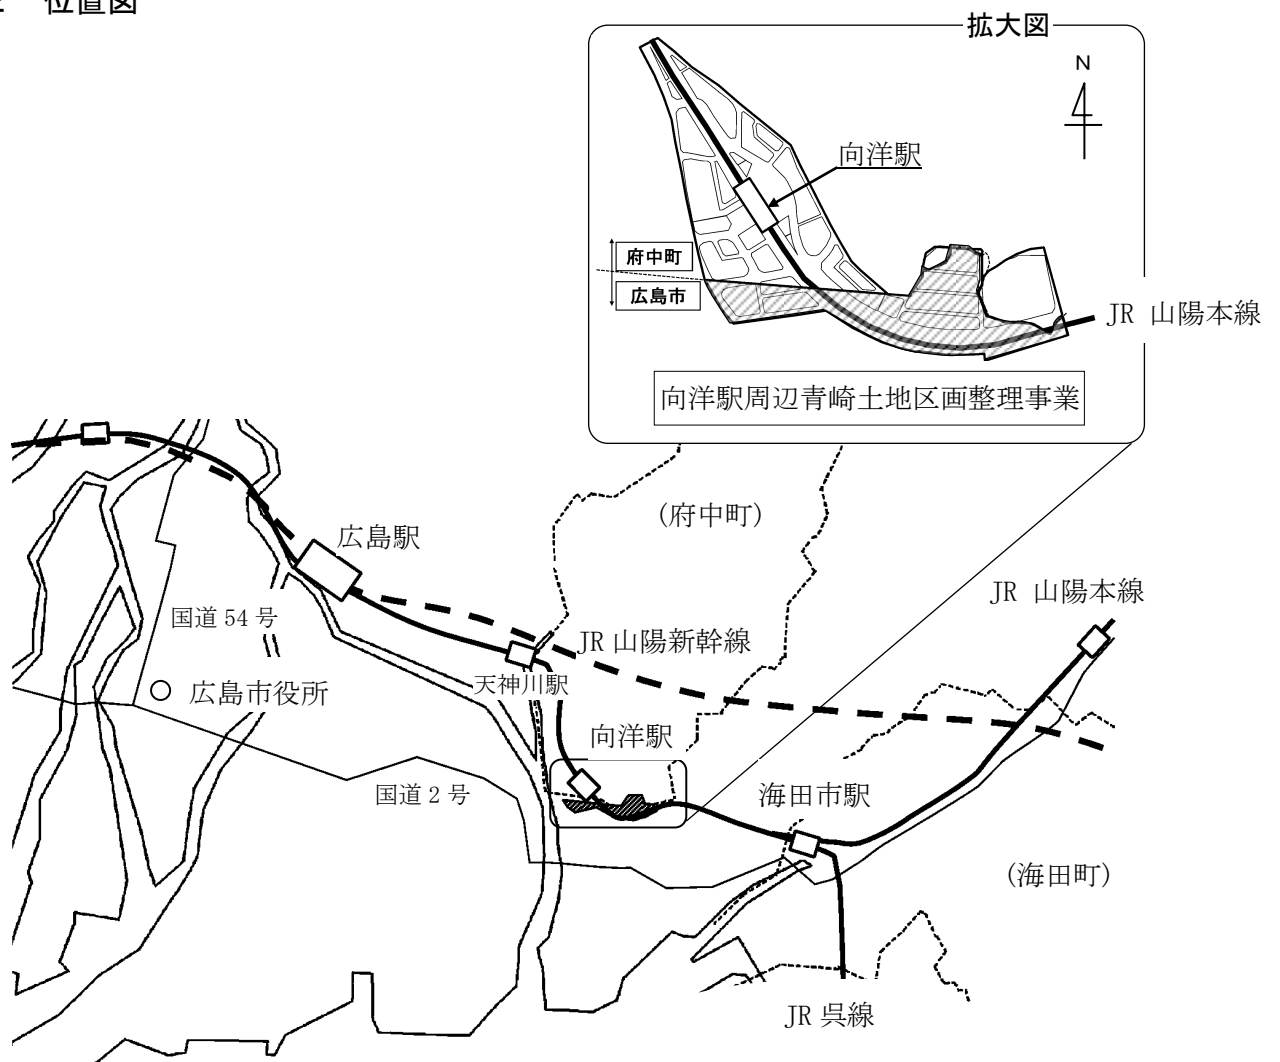 位置図
拡大図
N
向洋駅
府中町
広島市
JR 山陽本線
向洋駅周辺青崎土地区画整理事業
(府中町)
広島駅
JR 山陽本線
国道 54 号
JR 山陽新幹線
天神川駅
広島市役所
向洋駅
国道 2 号
海田市駅
(海田町)
JR 呉線